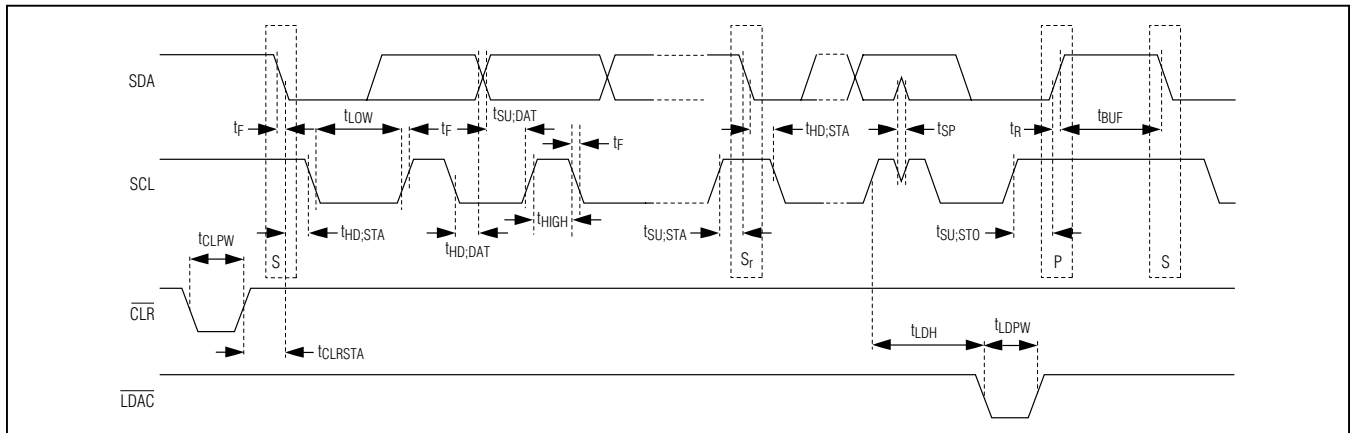 SDA
tF
tLOW
tF
tSU;DAT
tF
tHD;STA
tSP
tR
tBUF
SCL
tCLPW
S
tHD;STA
tHD;DAT
tHIGH
tSU;STA
Sr
tSU;STO
P
S
CLR
tCLRSTA
tLDH
tLDPW
LDAC